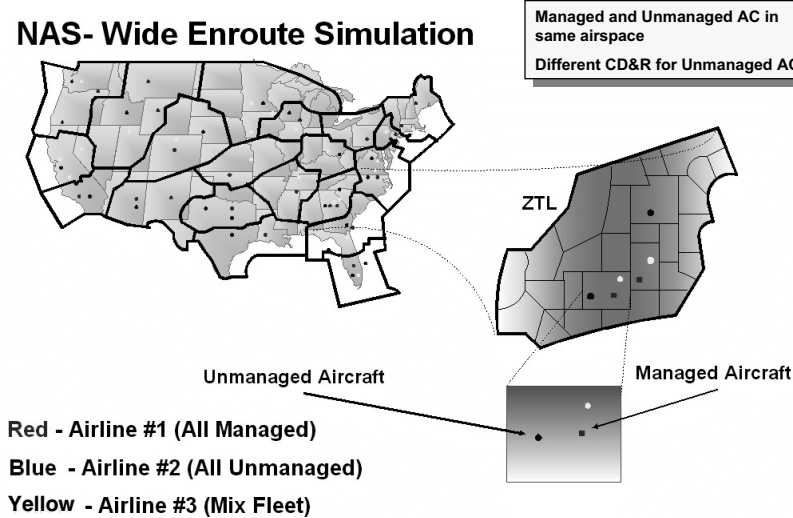 NAS- Wide Enroute Simulation
Managed and Unmanaged AC in
same airspace
Different CD&R for Unmanaged AC
ZTL
Unmanaged Aircraft
Managed Aircraft
Red - Airline #1 (All Managed)
Blue - Airline #2 (All Unmanaged)
Yellow - Airline #3 (Mix Fleet)